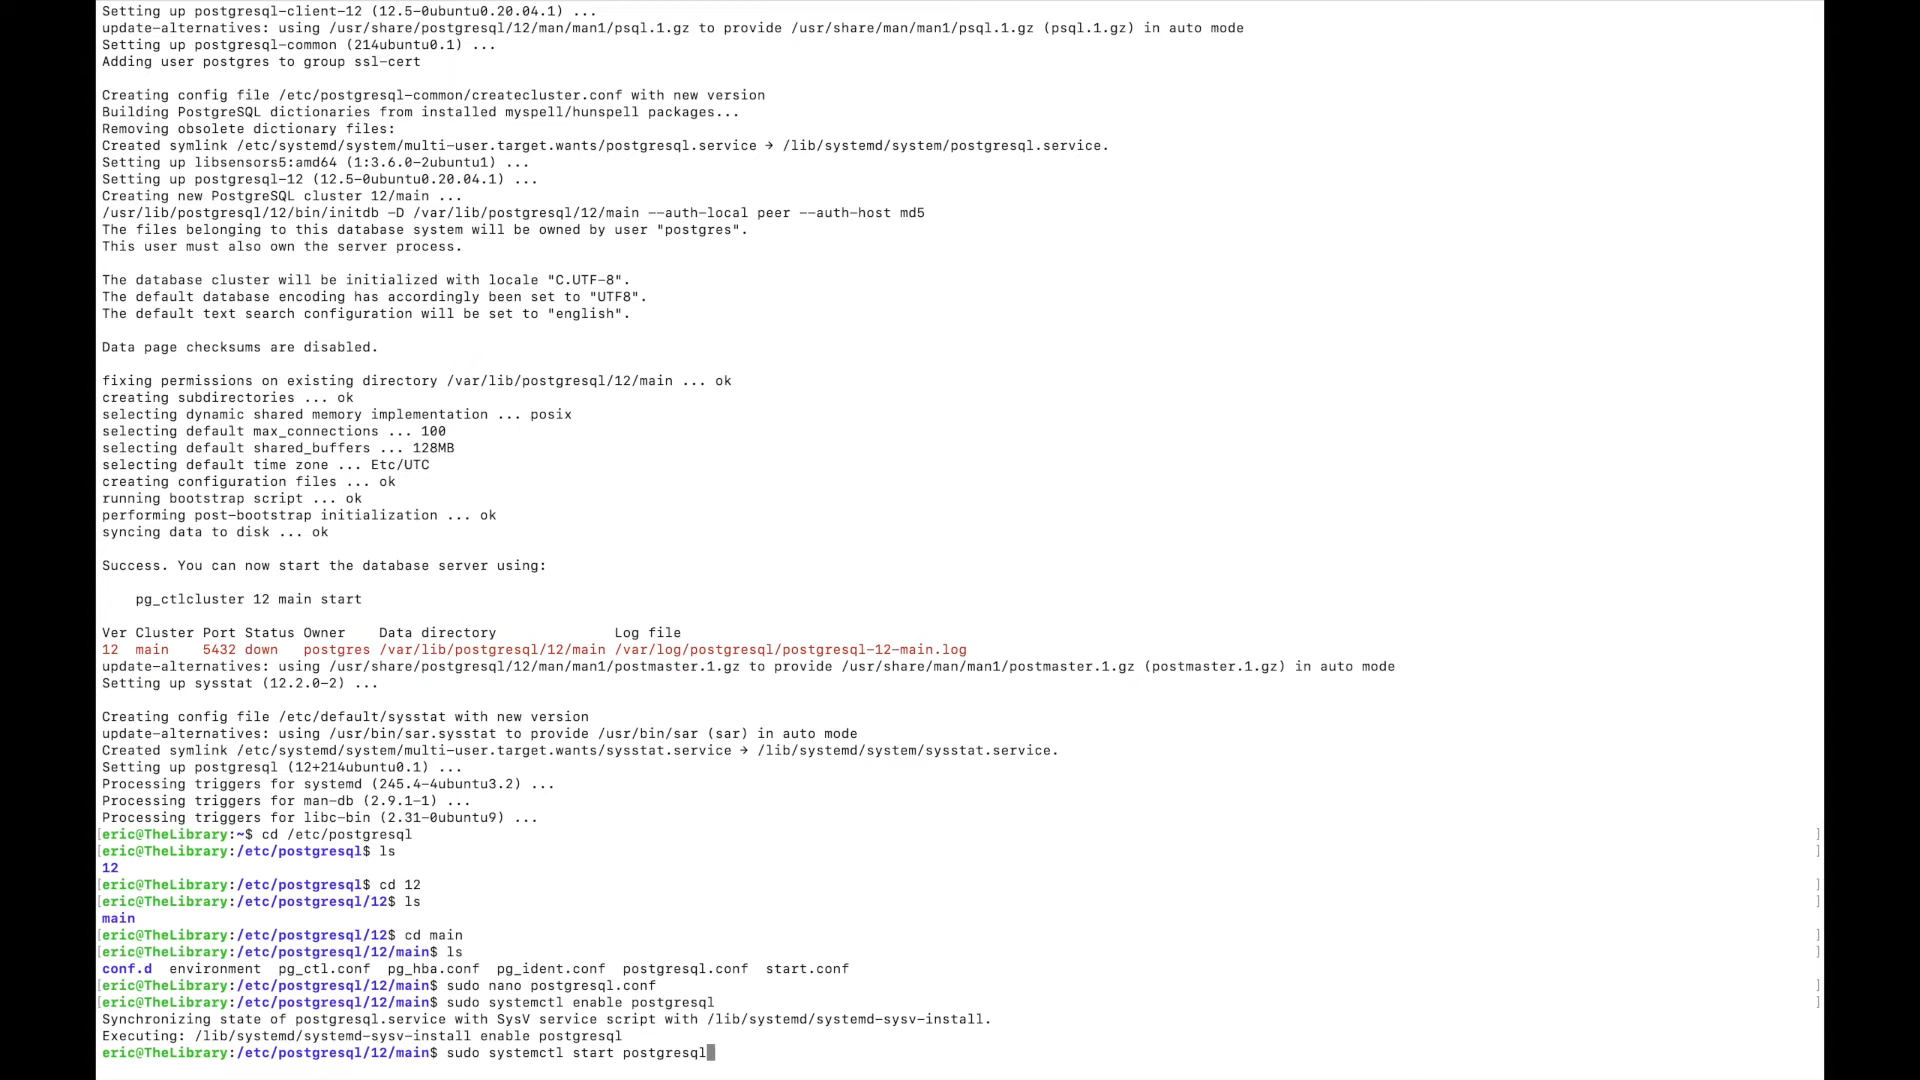 Setting up postgresql-client-12 (12.5-0ubuntu0.20.04.1) ...
update-alternatives: using /usr/share/postgresql/12/man/man1/psql.1.gz to provide /usr/share/man/man1/psql.1.gz (psql.1.gz) in auto mode
Setting up postgresql-common (214ubuntu0.1) ...
Adding user postgres to group ssl-cert
Creating config file /etc/postgresql-common/createcluster.conf with new version
Building PostgreSQL dictionaries from installed myspell/hunspell packages...
Removing obsolete dictionary files:
Created symlink /etc/systemd/system/multi-user.target.wants/postgresql.service → /lib/systemd/system/postgresql.service.
Setting up libsensors5:amd64 (1:3.6.0-2ubuntu1) ...
Setting up postgresql-12 (12.5-0ubuntu0.20.04.1) ...
Creating new PostgreSQL cluster 12/main ...
/usr/lib/postgresql/12/bin/initdb -D /var/lib/postgresql/12/main --auth-local peer --auth-host md5
The files belonging to this database system will be owned by user "postgres".
This user must also own the server process.
The database cluster will be initialized with locale "C.UTF-8".
The default database encoding has accordingly been set to "UTF8".
The default text search configuration will be set to "english".
Data page checksums are disabled.
fixing permissions on existing directory /var/lib/postgresql/12/main ... ok
creating subdirectories ... ok
selecting dynamic shared memory implementation ... posix
selecting default max_connections ... 100
selecting default shared_buffers ... 128MB
selecting default time zone ... Etc/UTC
creating configuration files ... ok
running bootstrap script ... ok
performing post-bootstrap initialization ... ok
syncing data to disk ... ok
Success. You can now start the database server using:
pg_ctlcluster 12 main start
Ver Cluster Port Status Owner    Data directory              Log file
12  main    5432 down   postgres /var/lib/postgresql/12/main /var/log/postgresql/postgresql-12-main.log
update-alternatives: using /usr/share/postgresql/12/man/man1/postmaster.1.gz to provide /usr/share/man/man1/postmaster.1.gz (postmaster.1.gz) in auto mode
Setting up sysstat (12.2.0-2) ...
Creating config file /etc/default/sysstat with new version
update-alternatives: using /usr/bin/sar.sysstat to provide /usr/bin/sar (sar) in auto mode
Created symlink /etc/systemd/system/multi-user.target.wants/sysstat.service → /lib/systemd/system/sysstat.service.
Setting up postgresql (12+214ubuntu0.1) ...
Processing triggers for systemd (245.4-4ubuntu3.2) ...
Processing triggers for man-db (2.9.1-1) ...
Processing triggers for libc-bin (2.31-0ubuntu9) ...
[eric@TheLibrary:~$ cd /etc/postgresql ]
[eric@TheLibrary:/etc/postgresql$ ls ]
12
[eric@TheLibrary:/etc/postgresql$ cd 12 ]
[eric@TheLibrary:/etc/postgresql/12$ ls ]
main
[eric@TheLibrary:/etc/postgresql/12$ cd main ]
[eric@TheLibrary:/etc/postgresql/12/main$ ls ]
conf.d  environment  pg_ctl.conf  pg_hba.conf  pg_ident.conf  postgresql.conf  start.conf
[eric@TheLibrary:/etc/postgresql/12/main$ sudo nano postgresql.conf ]
[eric@TheLibrary:/etc/postgresql/12/main$ sudo systemctl enable postgresql ]
Synchronizing state of postgresql.service with SysV service script with /lib/systemd/systemd-sysv-install.
Executing: /lib/systemd/systemd-sysv-install enable postgresql
eric@TheLibrary:/etc/postgresql/12/main$ sudo systemctl start postgresql